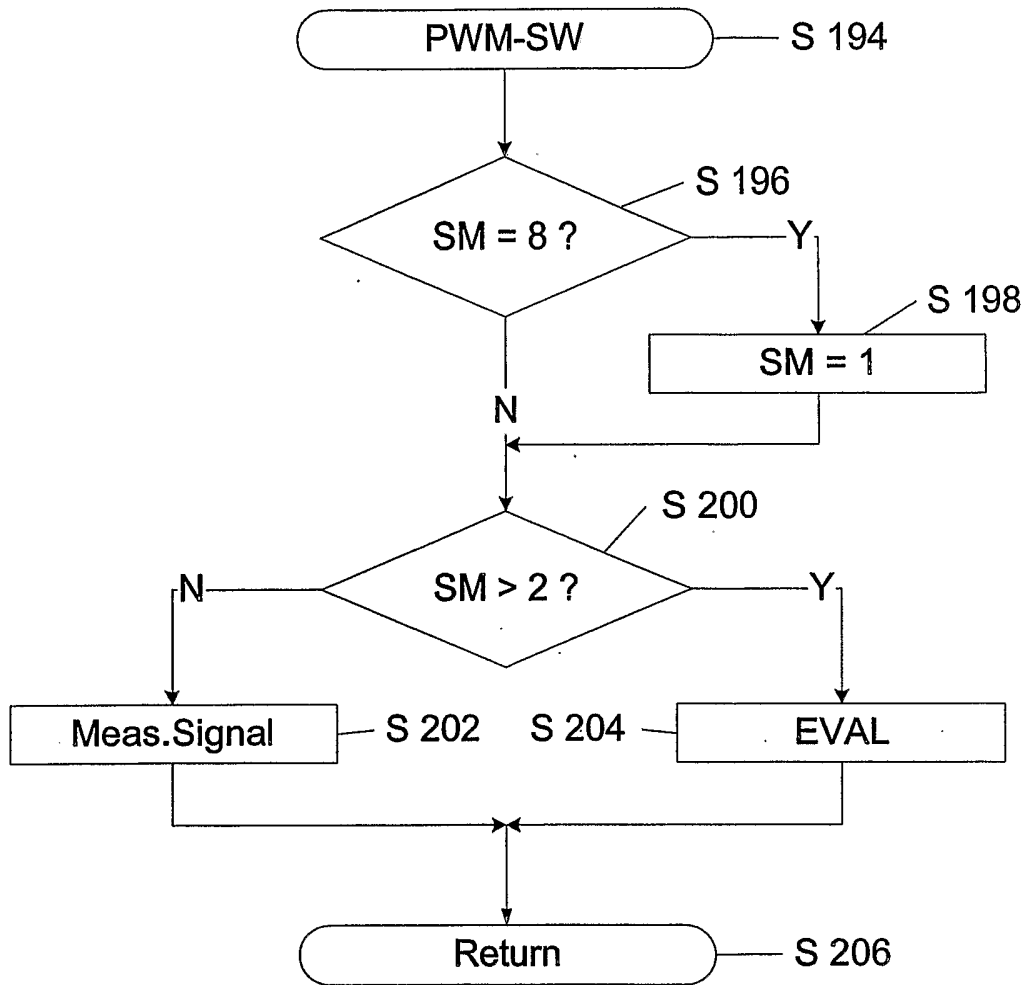 PWM-SW
S 194
S 196
SM = 8 ?
Y
S 198
SM = 1
N
S 200
SM > 2 ?
N
Y
Meas.Signal
S 202
S 204
EVAL
Return
S 206